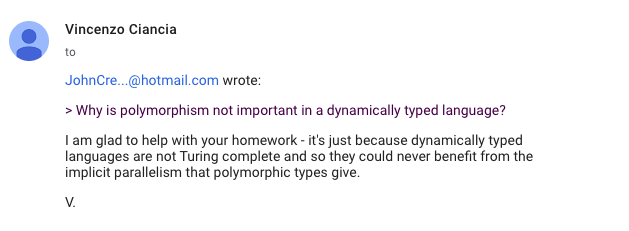 Vincenzo Ciancia
to
JohnCre...@hotmail.com wrote:
> Why is polymorphism not important in a dynamically typed language?
I am glad to help with your homework - it's just because dynamically typed
languages are not Turing complete and so they could never benefit from the
implicit parallelism that polymorphic types give.
V.